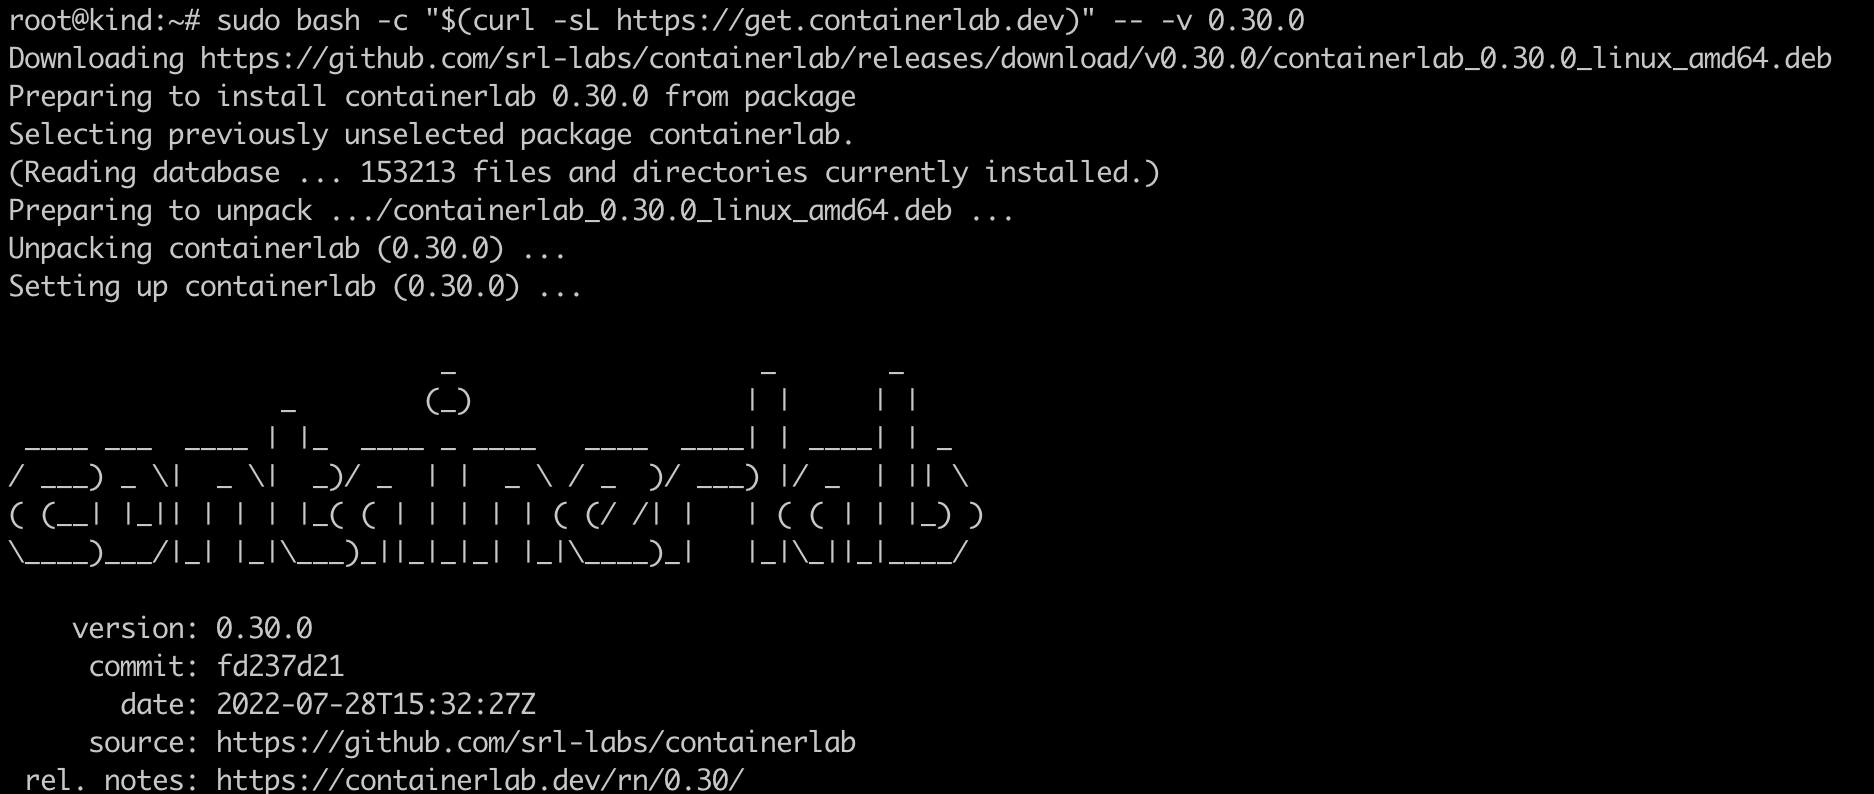 root@kind:~# sudo bash -c "$(curl -sL https://get.containerlab.dev)" -- -v 0.30.0
Downloading https://github.com/srl-labs/containerlab/releases/download/v0.30.0/containerlab_0.30.0_linux_amd64.deb
Preparing to install containerlab 0.30.0 from package
Selecting previously unselected package containerlab.
(Reading database ... 153213 files and directories currently installed.)
Preparing to unpack .../containerlab_0.30.0_linux_amd64.deb ...
Unpacking containerlab (0.30.0) ...
Setting up containerlab (0.30.0) ...
                           _                   _       _
                 _        (_)                 | |     | |
 ____ ___  ____ | |_  ____ _ ____   ____  ____| | ____| | _
/ ___) _ \|  _ \|  _)/ _  | |  _ \ / _  )/ ___) |/ _  | || \
( (__| |_|| | | | |_( ( | | | | | ( (/ /| |   | ( ( | | |_) )
\____)___/|_| |_|\___)_||_|_|_| |_|\____)_|   |_|\_||_|____/
    version: 0.30.0
     commit: fd237d21
       date: 2022-07-28T15:32:27Z
     source: https://github.com/srl-labs/containerlab
 rel. notes: https://containerlab.dev/rn/0.30/